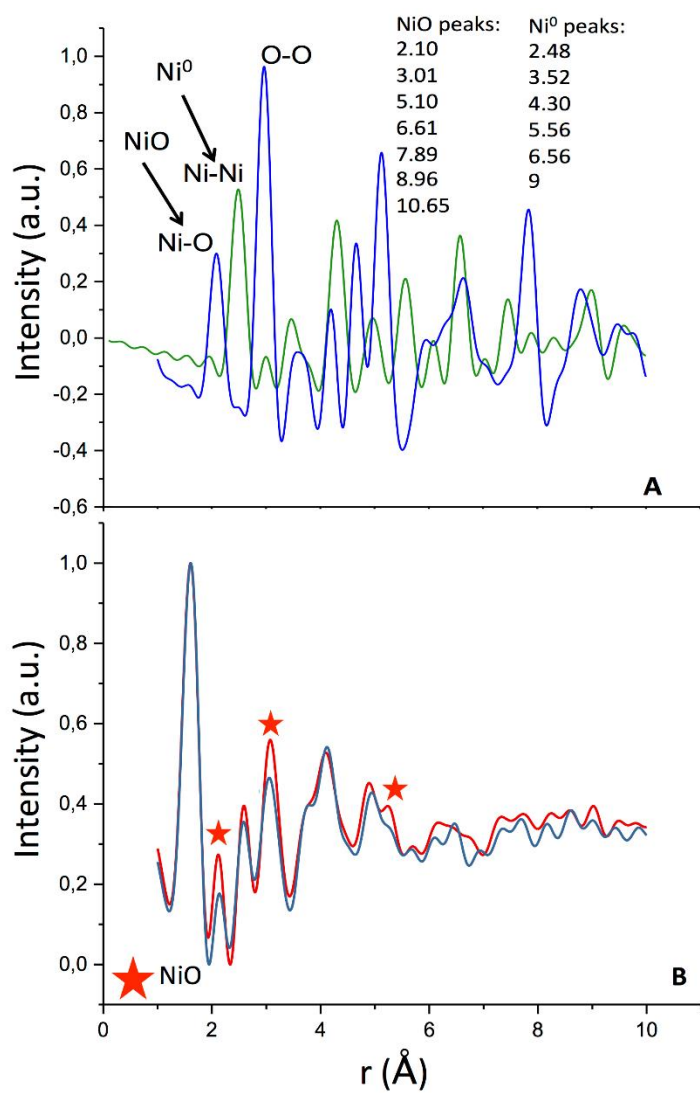 NiO peaks:
2.10
3.01
5.10
6.61
7.89
8.96
10.65
Ni⁰ peaks:
2.48
3.52
4.30
5.56
6.56
9
O-O
Ni⁰
NiO
Ni-Ni
Ni-O
Intensity (a.u.)
1,0
0,8
0,6
0,4
0,2
0,0
-0,2
-0,4
-0,6
A
Intensity (a.u.)
1,0
0,8
0,6
0,4
0,2
0,0
NiO
B
0
2
4
6
8
10
r (Å)